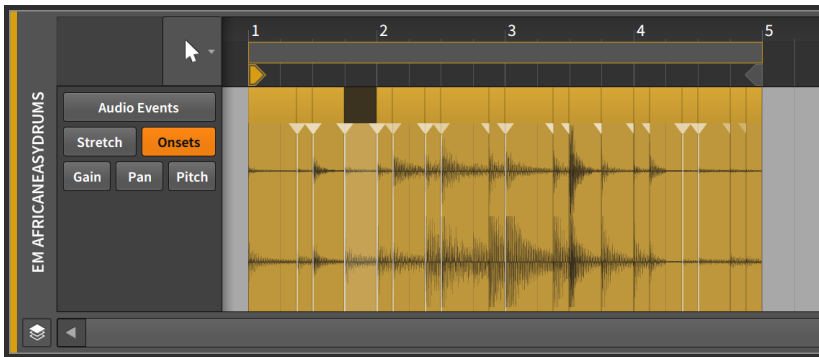 1 2 3 4 5
EM AFRICANEASYDRUMS
Audio Events
Stretch Onsets
Gain Pan Pitch